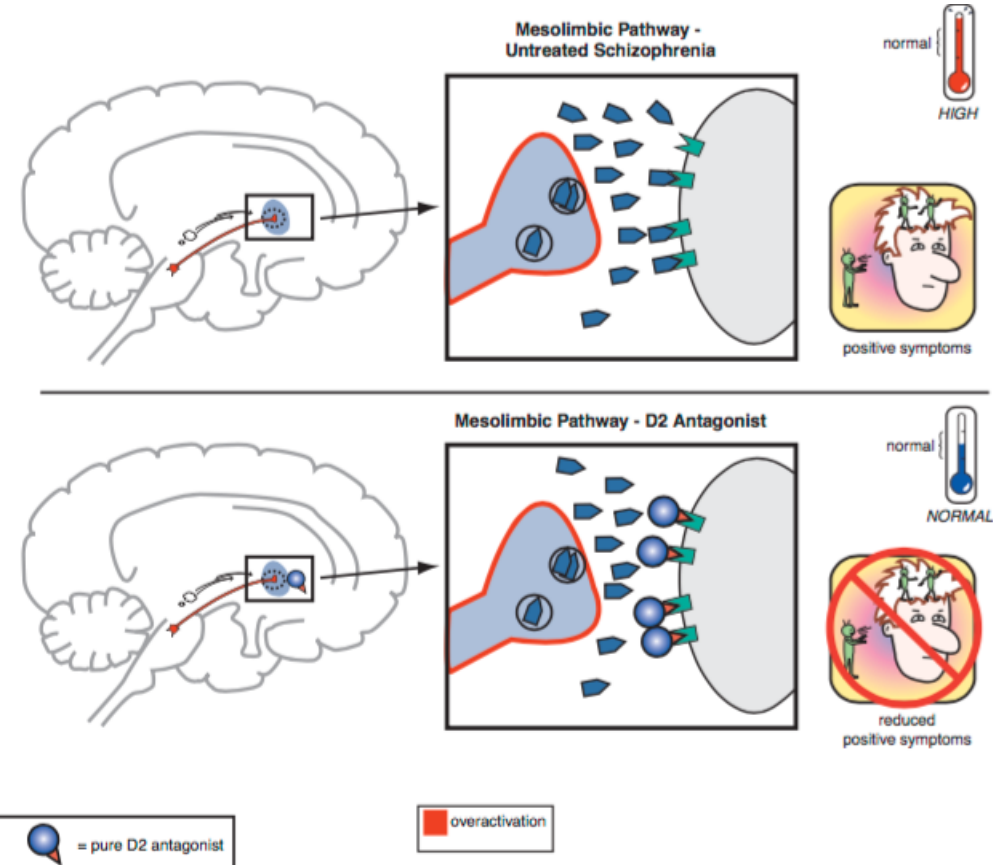 Mesolimbic Pathway -
Untreated Schizophrenia
normal
HIGH
positive symptoms
Mesolimbic Pathway - D2 Antagonist
normal
NORMAL
reduced
positive symptoms
= pure D2 antagonist
overactivation